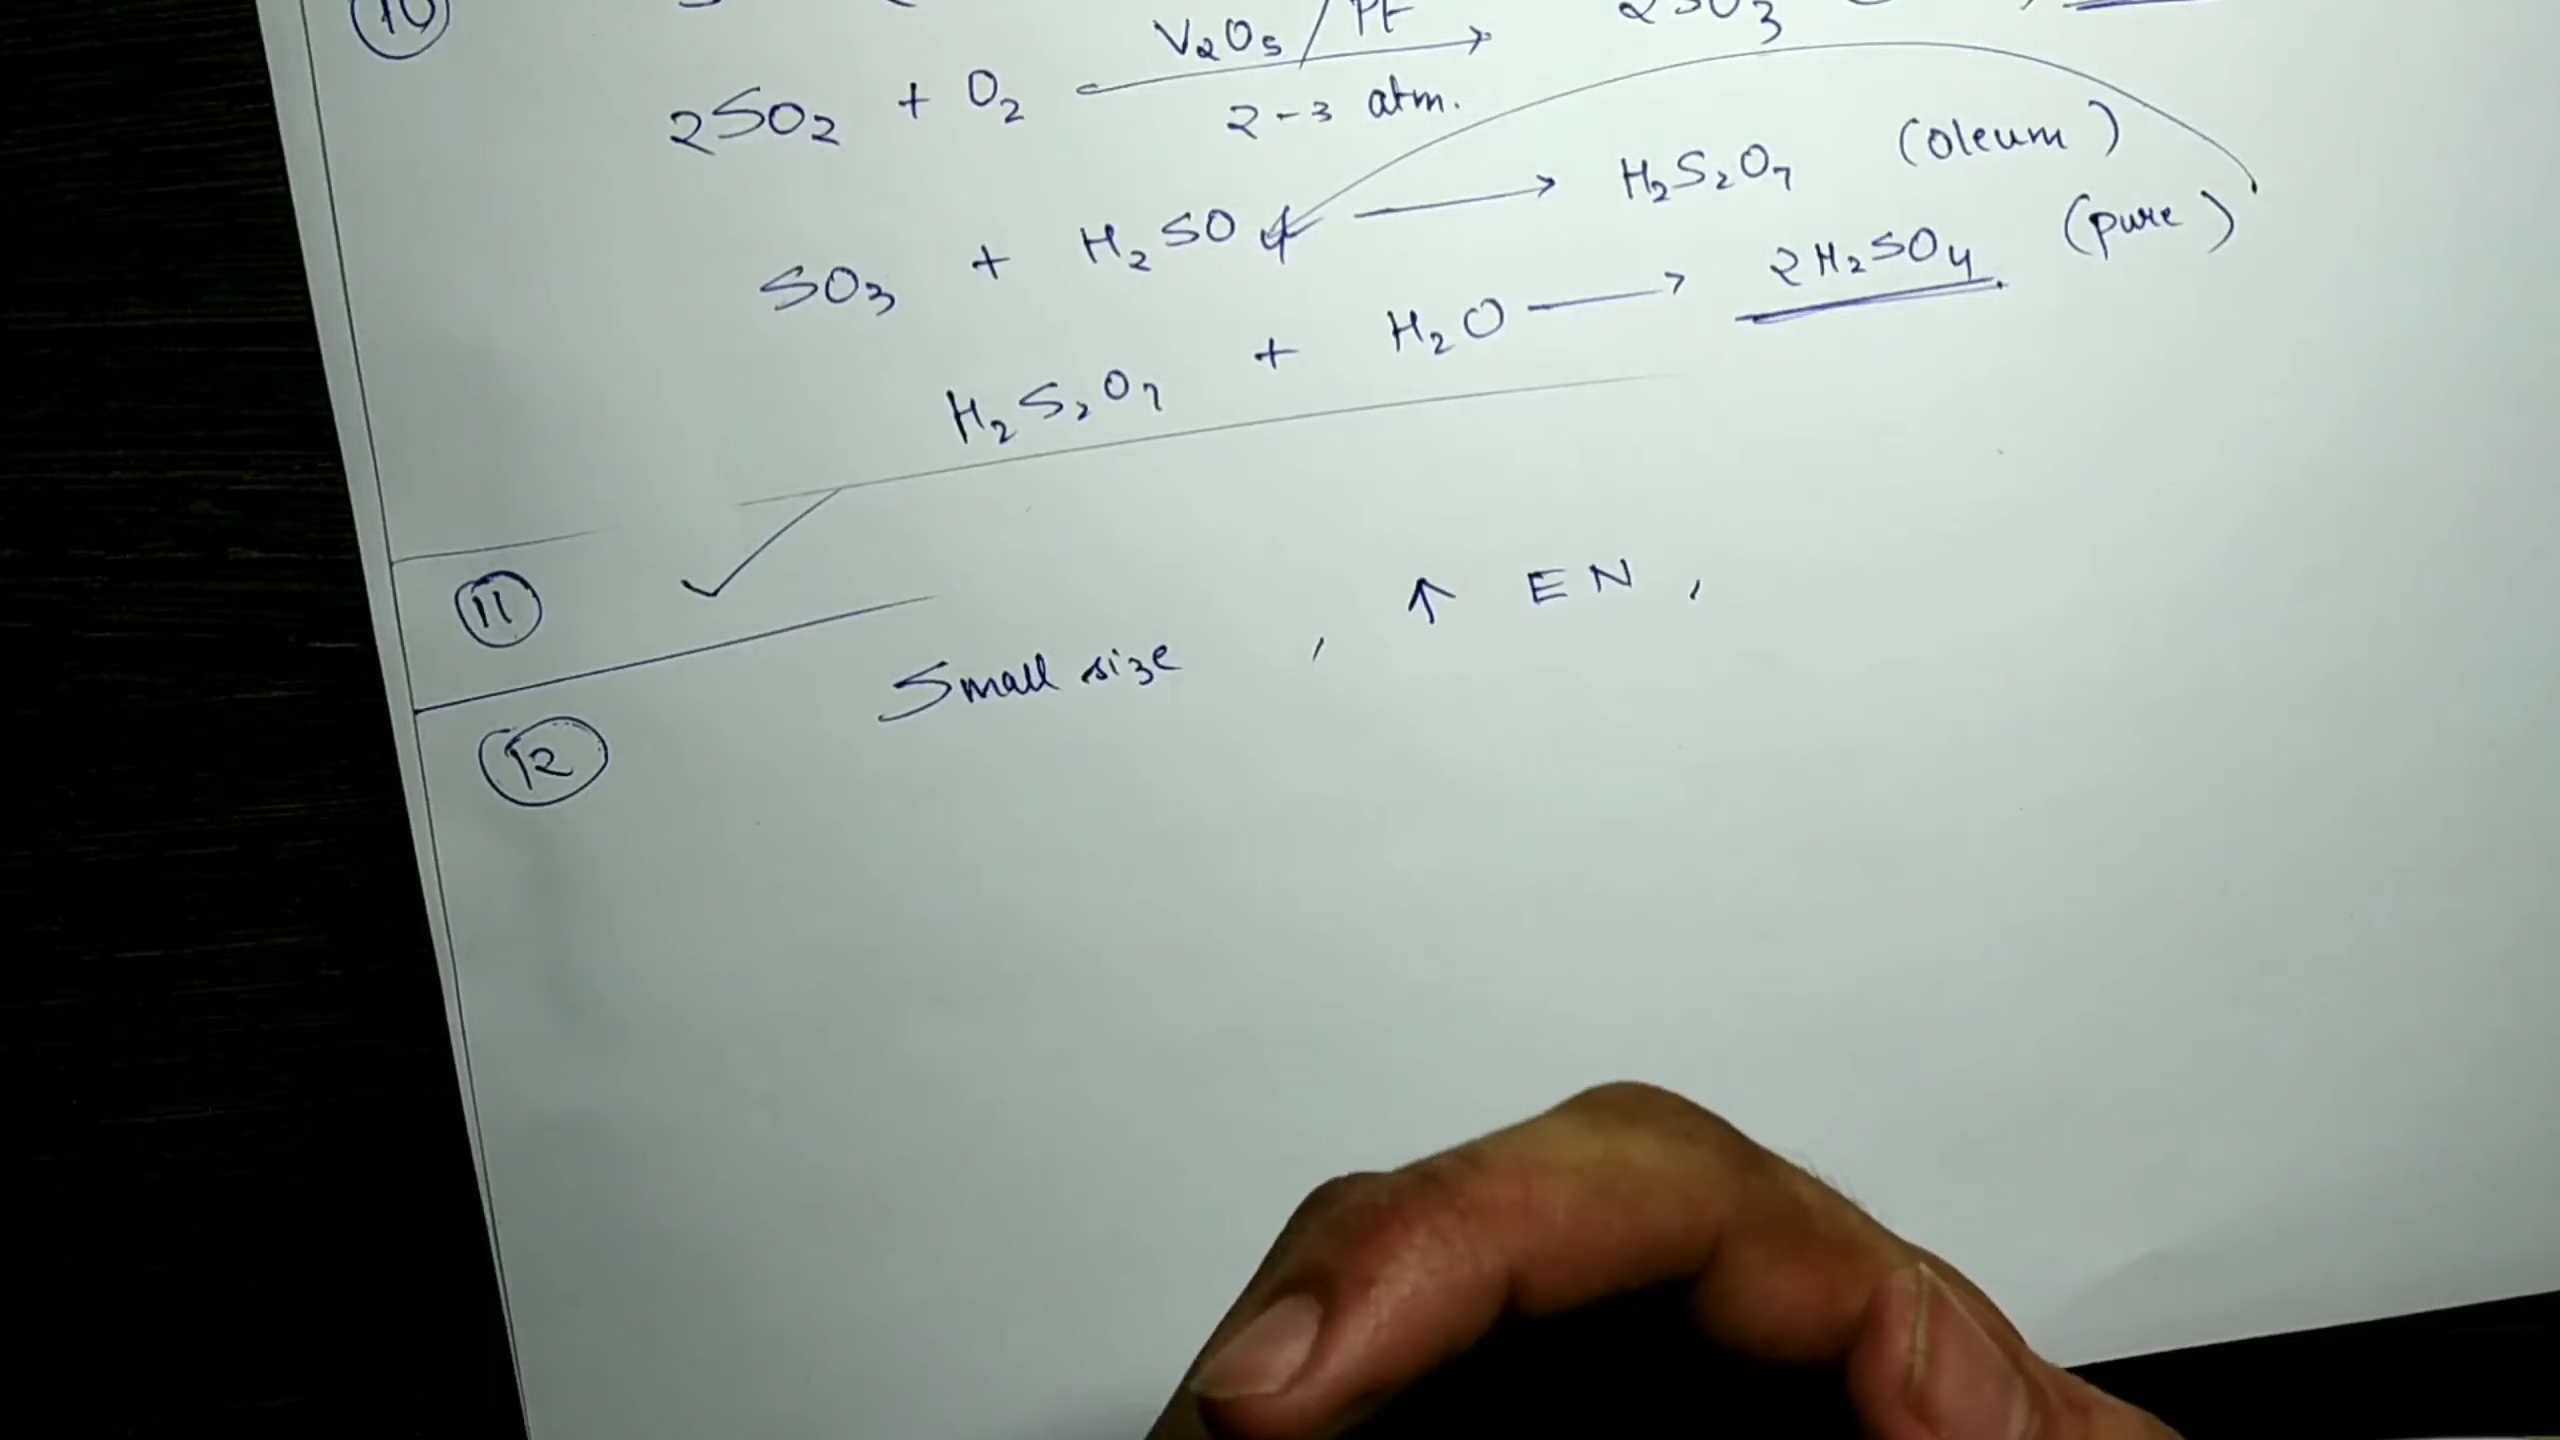 10
2SO2 + O2 V2O5 / Pt 2-3 atm. 2SO3
SO3 + H2SO4 → H2S2O7 (Oleum)
H2S2O7 + H2O → 2H2SO4 (pure)
11
12 Small size , ↑ EN ,